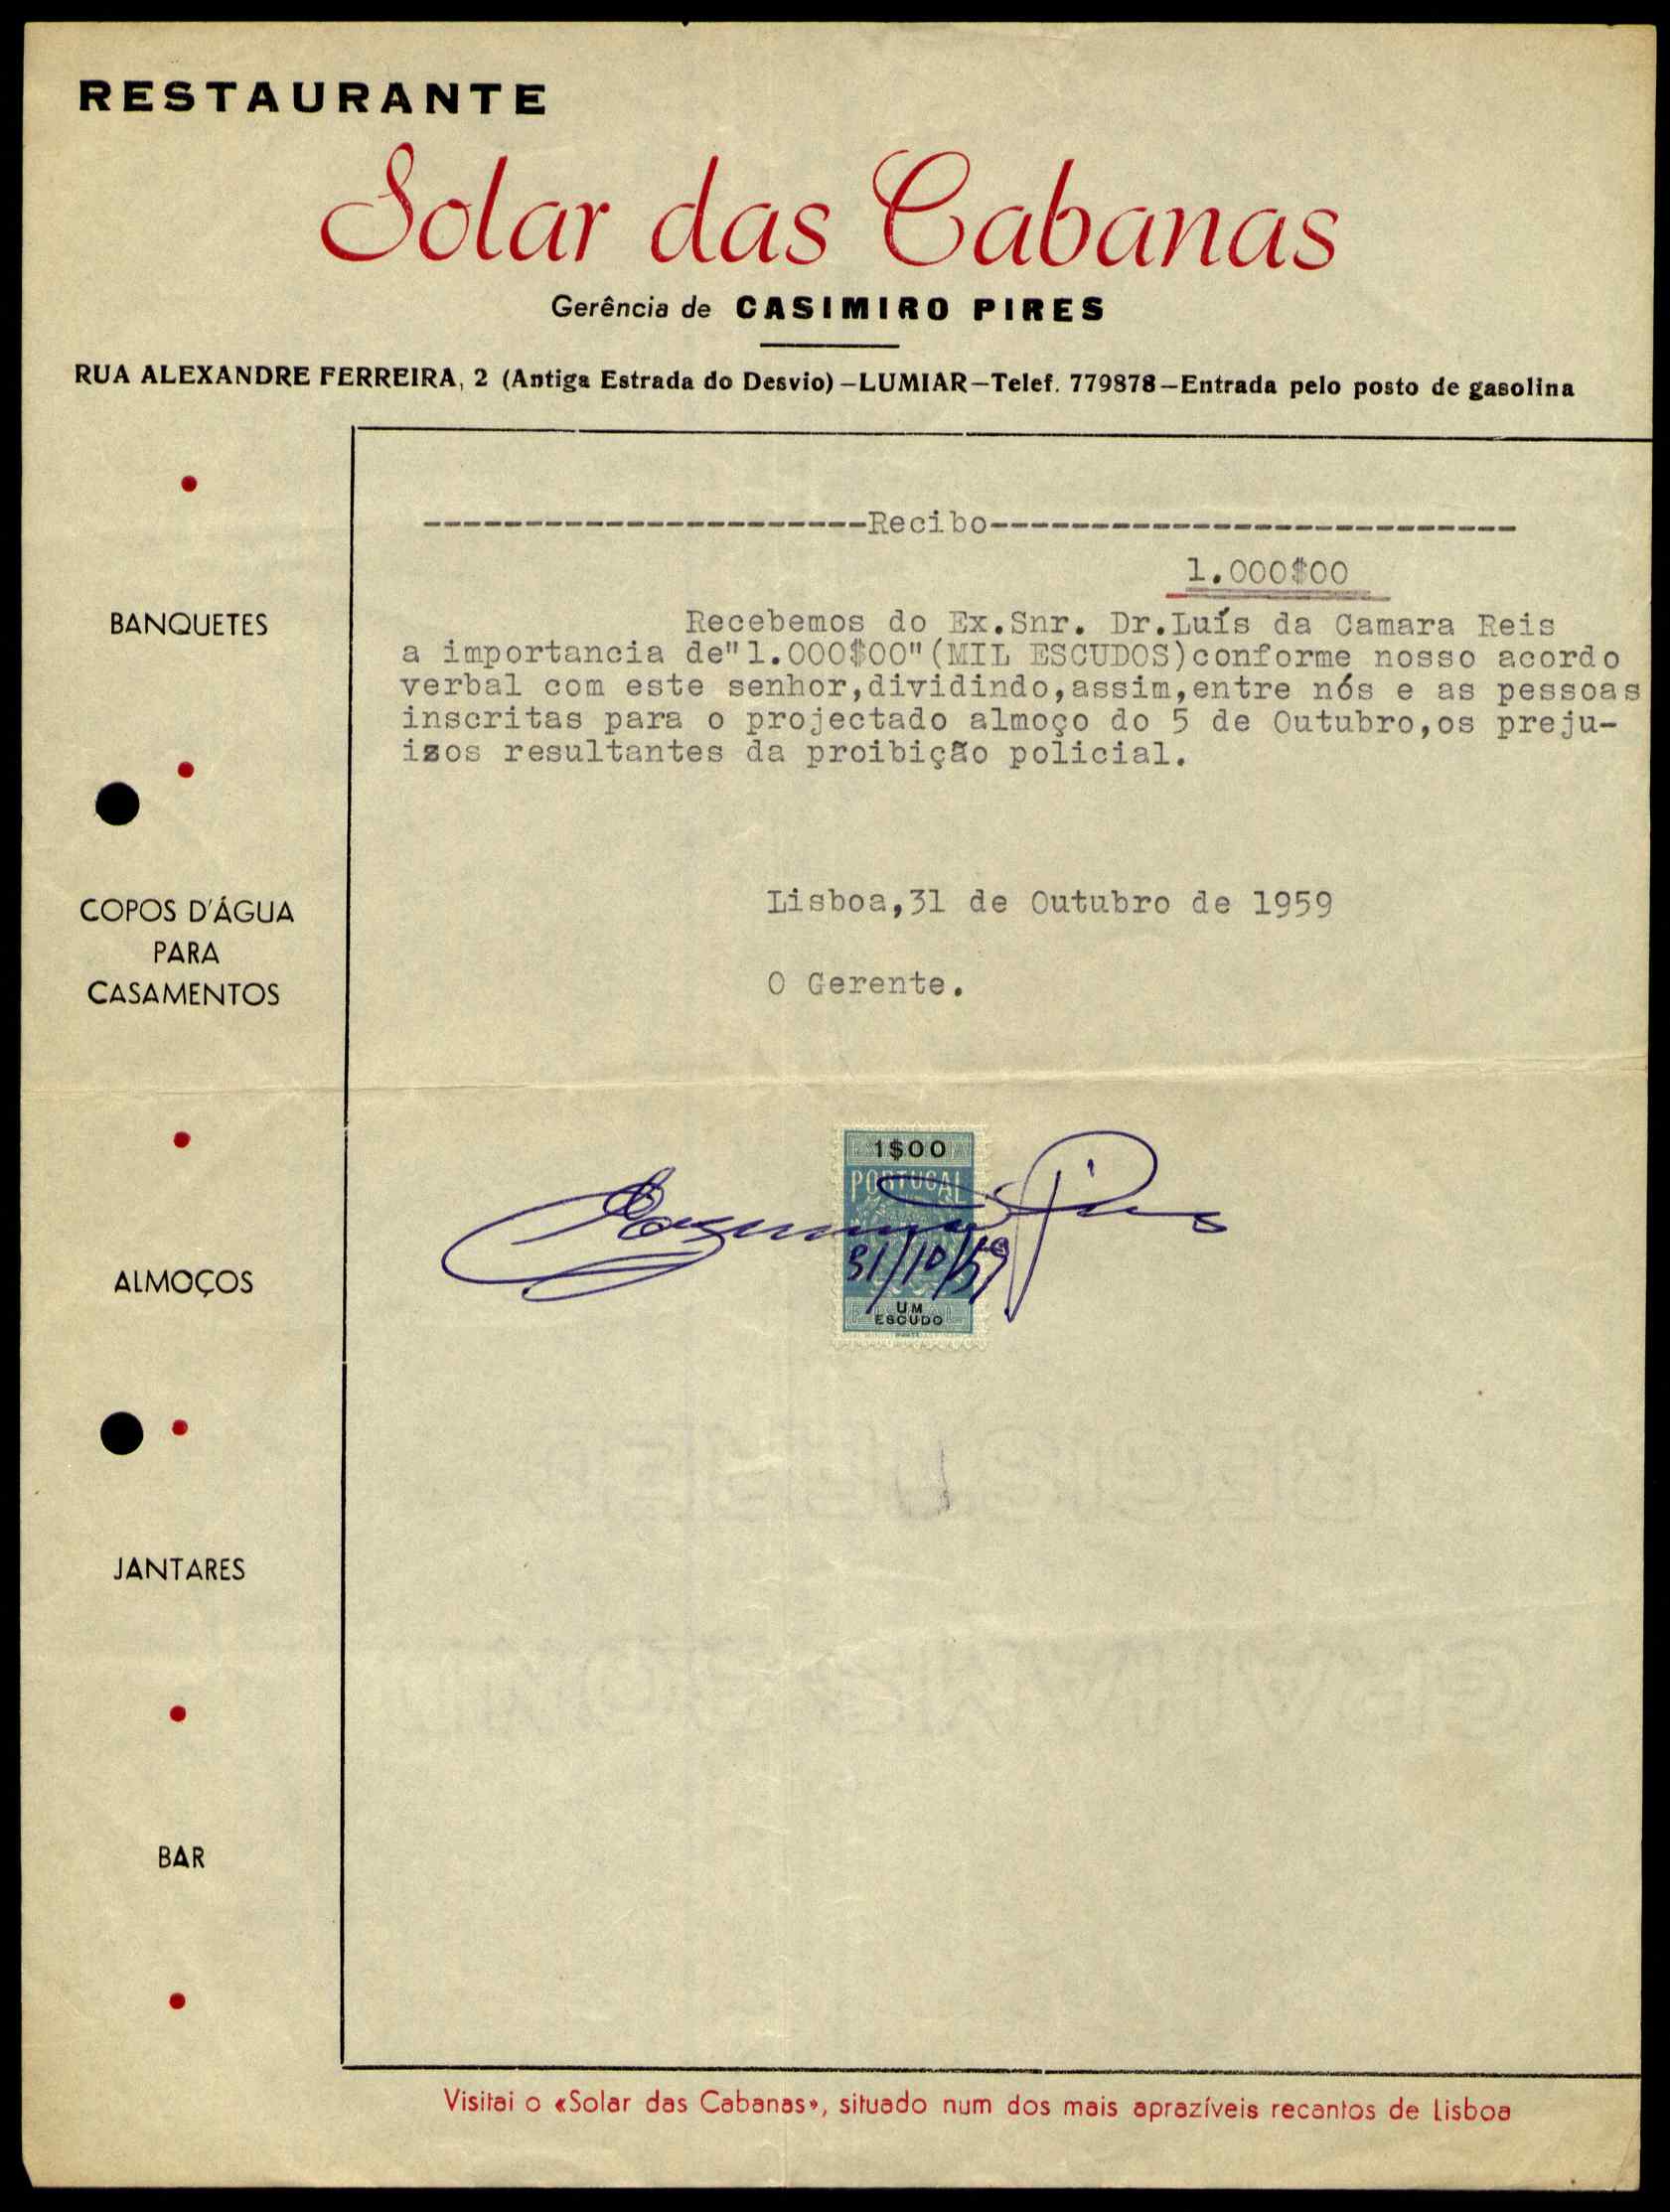 RESTAURANTE
Solar das Cabanas
Gerência de CASIMIRO PIRES
RUA ALEXANDRE FERREIRA, 2 (Antiga Estrada do Desvio) – LUMIAR – Telef. 779878 – Entrada pelo posto de gasolina
BANQUETES
COPOS D'ÁGUA
PARA
CASAMENTOS
ALMOÇOS
JANTARES
BAR
----------------------Recibo--------------------------
1.000$00
Recebemos do Ex.Snr. Dr.Luís da Camara Reis
a importancia de"1.000$00"(MIL ESCUDOS)conforme nosso acordo
verbal com este senhor,dividindo,assim,entre nós e as pessoas
inscritas para o projectado almoço do 5 de Outubro,os preju-
izos resultantes da proibição policial.
Lisboa,31 de Outubro de 1959
O Gerente.
1$00
PORTUGAL
Casimiro Pires
31/10/59
UM
ESCUDO
Visitai o «Solar das Cabanas», situado num dos mais aprazíveis recantos de Lisboa